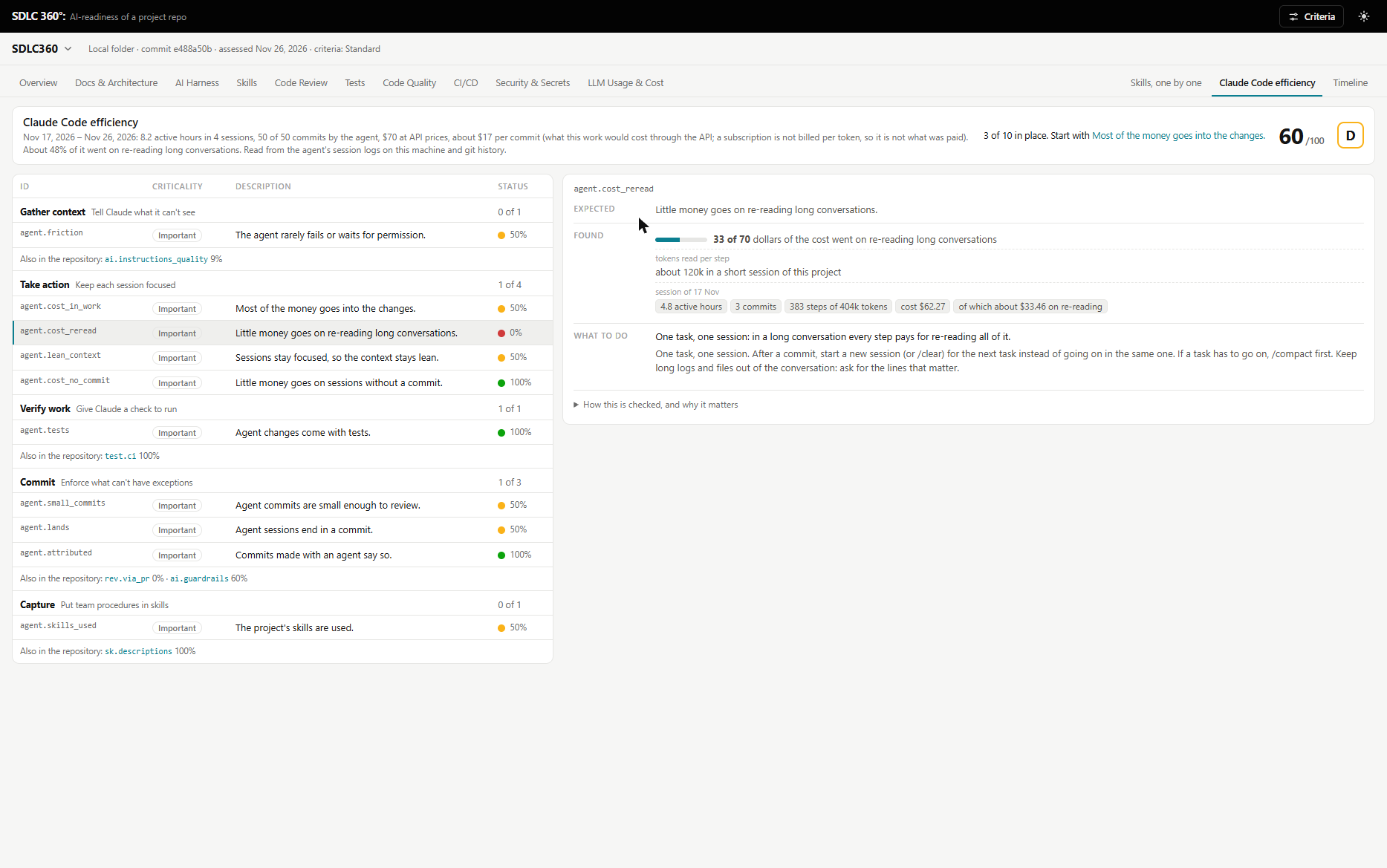 SDLC 360°: AI-readiness of a project repo
Criteria
SDLC360
Local folder · commit e488a50b · assessed Nov 26, 2026 · criteria: Standard
Overview Docs & Architecture AI Harness Skills Code Review Tests Code Quality CI/CD Security & Secrets LLM Usage & Cost Skills, one by one Claude Code efficiency Timeline
Claude Code efficiency
Nov 17, 2026 – Nov 26, 2026: 8.2 active hours in 4 sessions, 50 of 50 commits by the agent, $70 at API prices, about $17 per commit (what this work would cost through the API; a subscription is not billed per token, so it is not what was paid).
About 48% of it went on re-reading long conversations. Read from the agent's session logs on this machine and git history.
3 of 10 in place. Start with Most of the money goes into the changes.
60 /100
D
ID CRITICALITY DESCRIPTION STATUS
Gather context Tell Claude what it can't see 0 of 1
agent.friction Important The agent rarely fails or waits for permission. 50%
Also in the repository: ai.instructions_quality 9%
Take action Keep each session focused 1 of 4
agent.cost_in_work Important Most of the money goes into the changes. 50%
agent.cost_reread Important Little money goes on re-reading long conversations. 0%
agent.lean_context Important Sessions stay focused, so the context stays lean. 50%
agent.cost_no_commit Important Little money goes on sessions without a commit. 100%
Verify work Give Claude a check to run 1 of 1
agent.tests Important Agent changes come with tests. 100%
Also in the repository: test.ci 100%
Commit Enforce what can't have exceptions 1 of 3
agent.small_commits Important Agent commits are small enough to review. 50%
agent.lands Important Agent sessions end in a commit. 50%
agent.attributed Important Commits made with an agent say so. 100%
Also in the repository: rev.via_pr 0% · ai.guardrails 60%
Capture Put team procedures in skills 0 of 1
agent.skills_used Important The project's skills are used. 50%
Also in the repository: sk.descriptions 100%
agent.cost_reread
EXPECTED Little money goes on re-reading long conversations.
FOUND 33 of 70 dollars of the cost went on re-reading long conversations
tokens read per step
about 120k in a short session of this project
session of 17 Nov
4.8 active hours 3 commits 383 steps of 404k tokens cost $62.27 of which about $33.46 on re-reading
WHAT TO DO One task, one session: in a long conversation every step pays for re-reading all of it.
One task, one session. After a commit, start a new session (or /clear) for the next task instead of going on in the same one. If a task has to go on, /compact first. Keep
long logs and files out of the conversation: ask for the lines that matter.
How this is checked, and why it matters